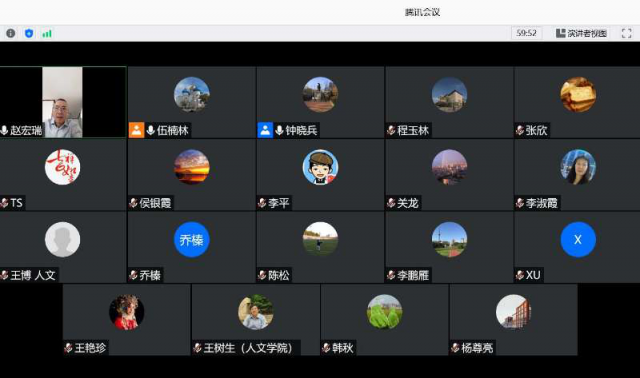 腾讯会议
59:52 演讲者视图
赵宏瑞 伍楠林 钟晓兵 程玉林 张欣
TS 侯银霞 李平 关龙 李淑霞
乔榛 X
王博 人文 乔榛 陈松 李鹏雁 XU
王艳珍 王树生（人文学院） 韩秋 杨尊亮